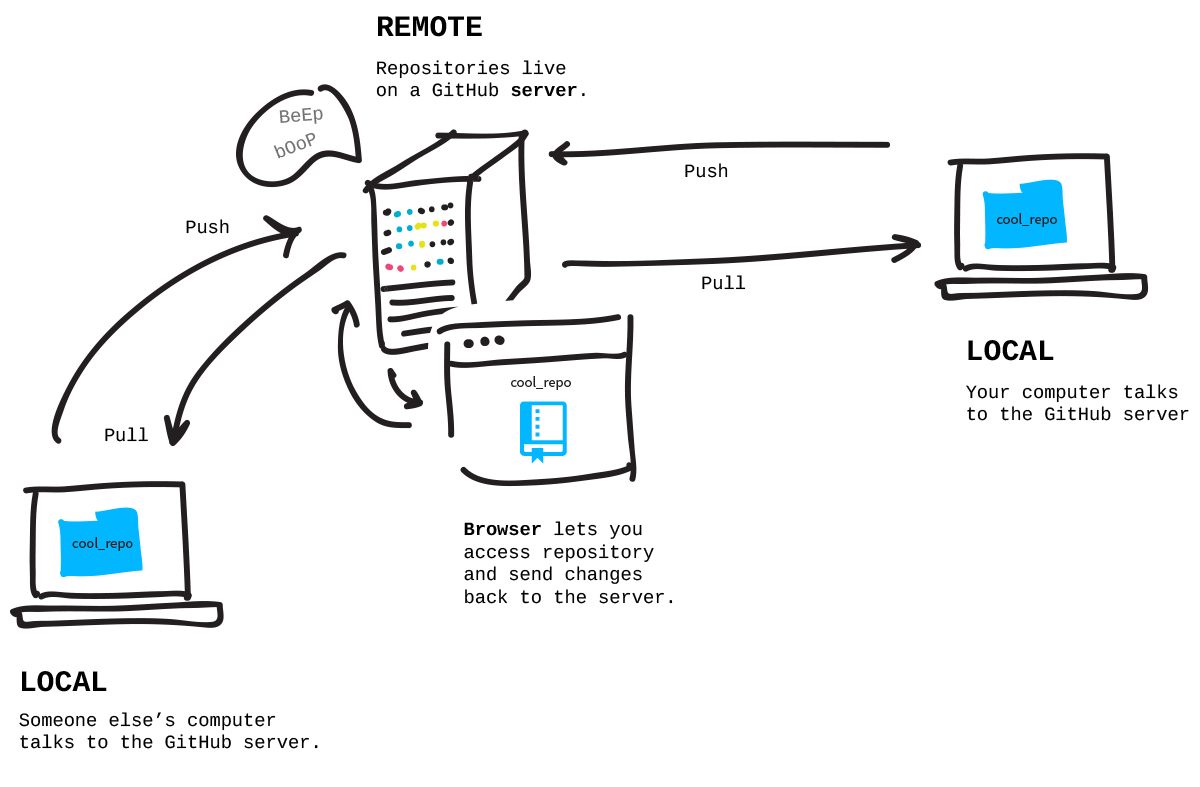 REMOTE
Repositories live
on a GitHub server.
BeEp
bOoP
Push
Pull
cool_repo
LOCAL
Your computer talks
to the GitHub server
Push
Pull
cool_repo
Browser lets you
access repository
and send changes
back to the server.
cool_repo
LOCAL
Someone else’s computer
talks to the GitHub server.